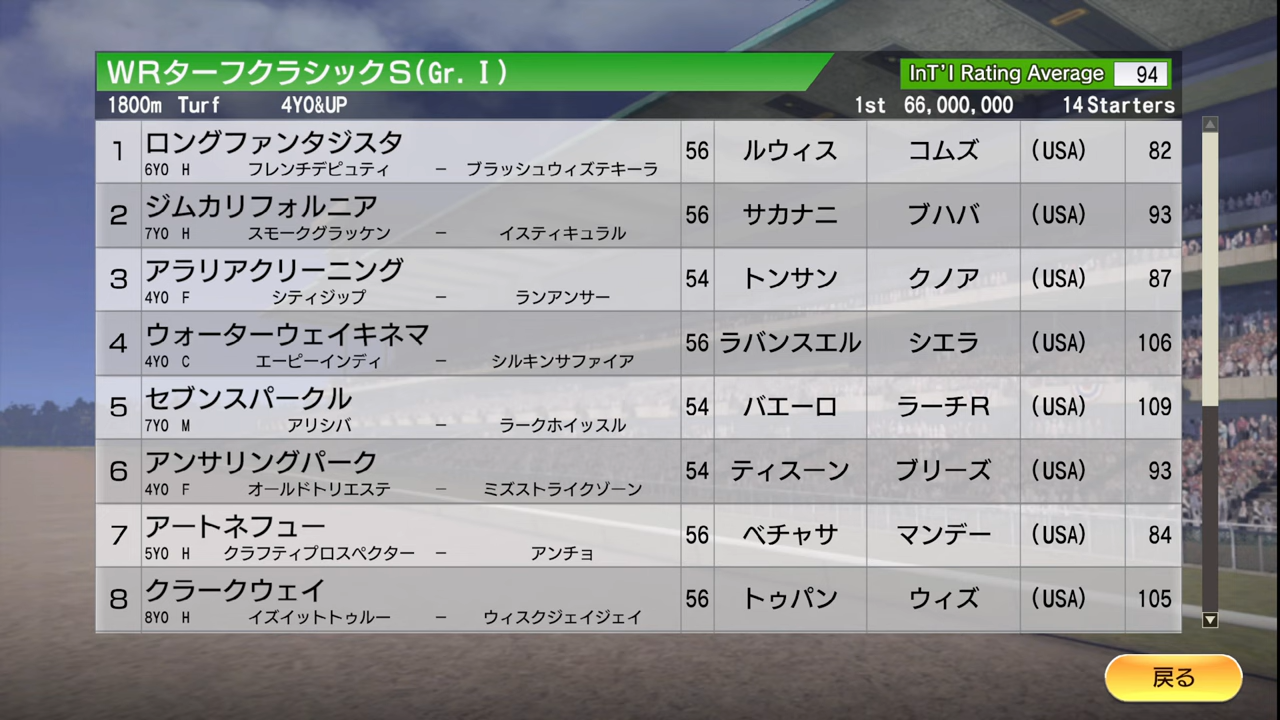 WRターフクラシックS(Gr.Ⅰ)
InT'l Rating Average 94
1800m Turf 4YO&UP 1st 66,000,000 14Starters
1 ロングファンタジスタ 56 ルウィス コムズ (USA) 82
6YO H フレンチデピュティ － ブラッシュウィズテキーラ
2 ジムカリフォルニア 56 サカナニ ブハバ (USA) 93
7YO H スモークグラッケン － イスティキュラル
3 アラリアクリーニング 54 トンサン クノア (USA) 87
4YO F シティジップ － ランアンサー
4 ウォーターウェイキネマ 56 ラバンスエル シエラ (USA) 106
4YO C エーピーインディ － シルキンサファイア
5 セブンスパークル 54 バエーロ ラーチR (USA) 109
7YO M アリシバ － ラークホイッスル
6 アンサリングパーク 54 ティスーン ブリーズ (USA) 93
4YO F オールドトリエステ － ミズストライクゾーン
7 アートネフュー 56 ベチャサ マンデー (USA) 84
5YO H クラフティプロスペクター － アンチョ
8 クラークウェイ 56 トゥパン ウィズ (USA) 105
8YO H イズイットトゥルー － ウィスクジェイジェイ
戻る